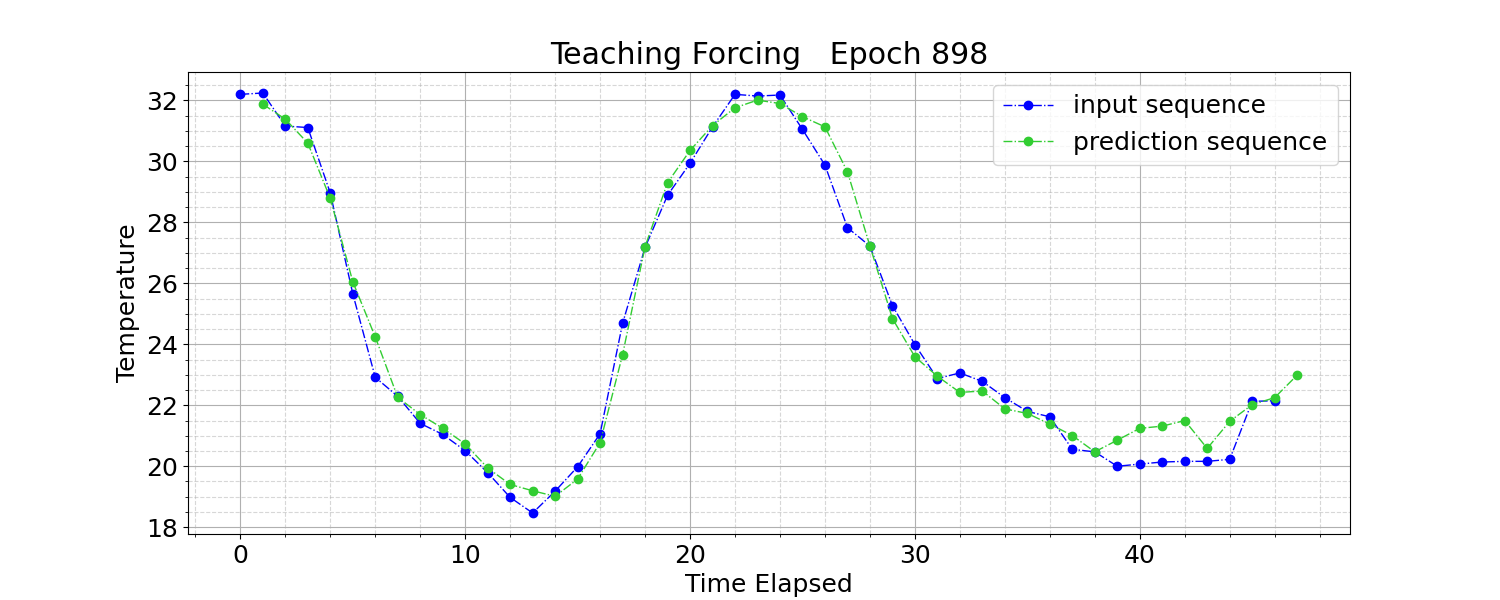 Teaching Forcing   Epoch 898
input sequence
prediction sequence
Temperature
32
30
28
26
24
22
20
18
0 10 20 30 40
Time Elapsed